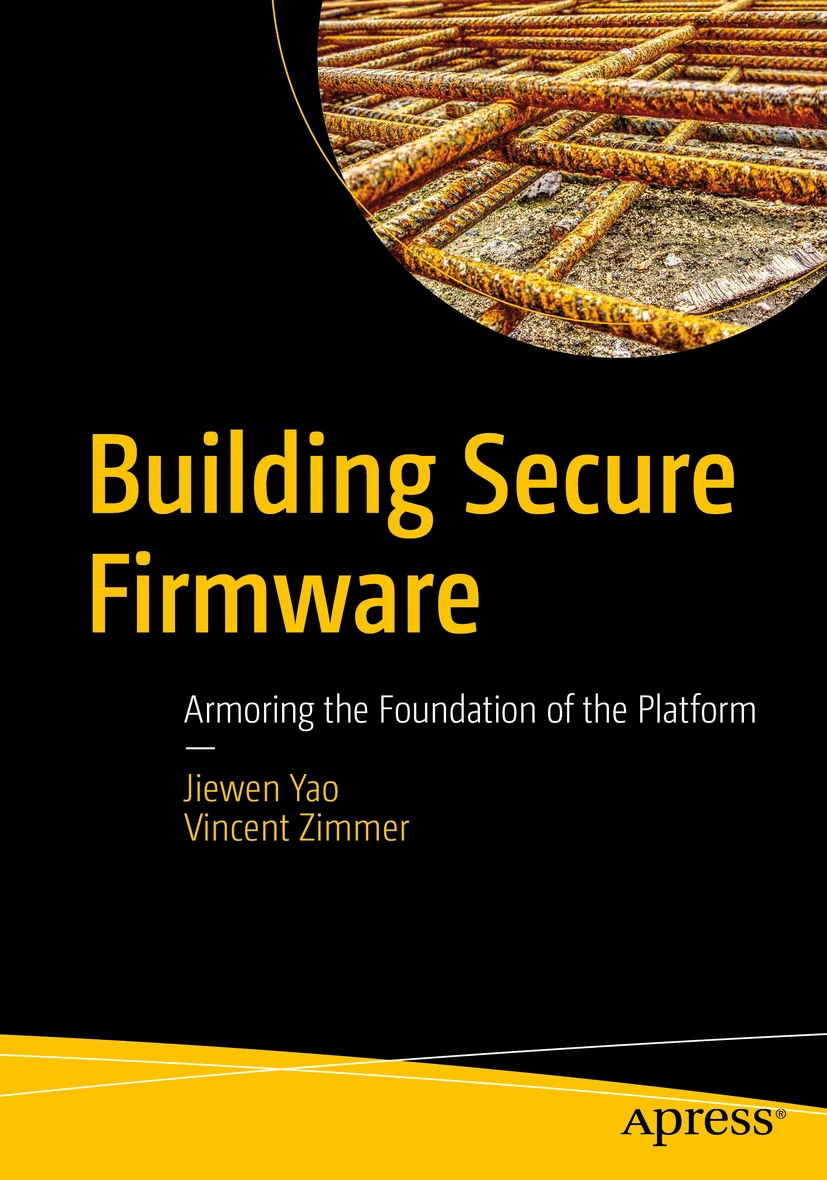 Building Secure
Firmware
Armoring the Foundation of the Platform
Jiewen Yao
Vincent Zimmer
Apress®